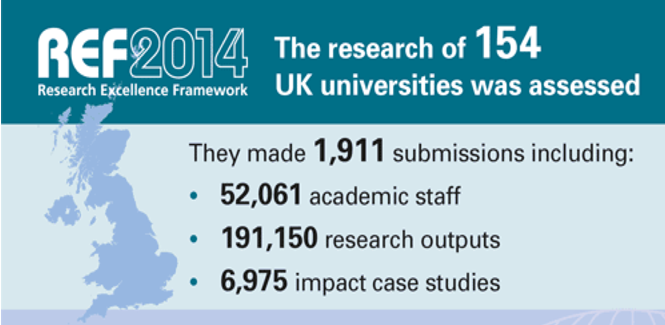 REF2014
Research Excellence Framework
The research of 154
UK universities was assessed
They made 1,911 submissions including:
• 52,061 academic staff
• 191,150 research outputs
• 6,975 impact case studies